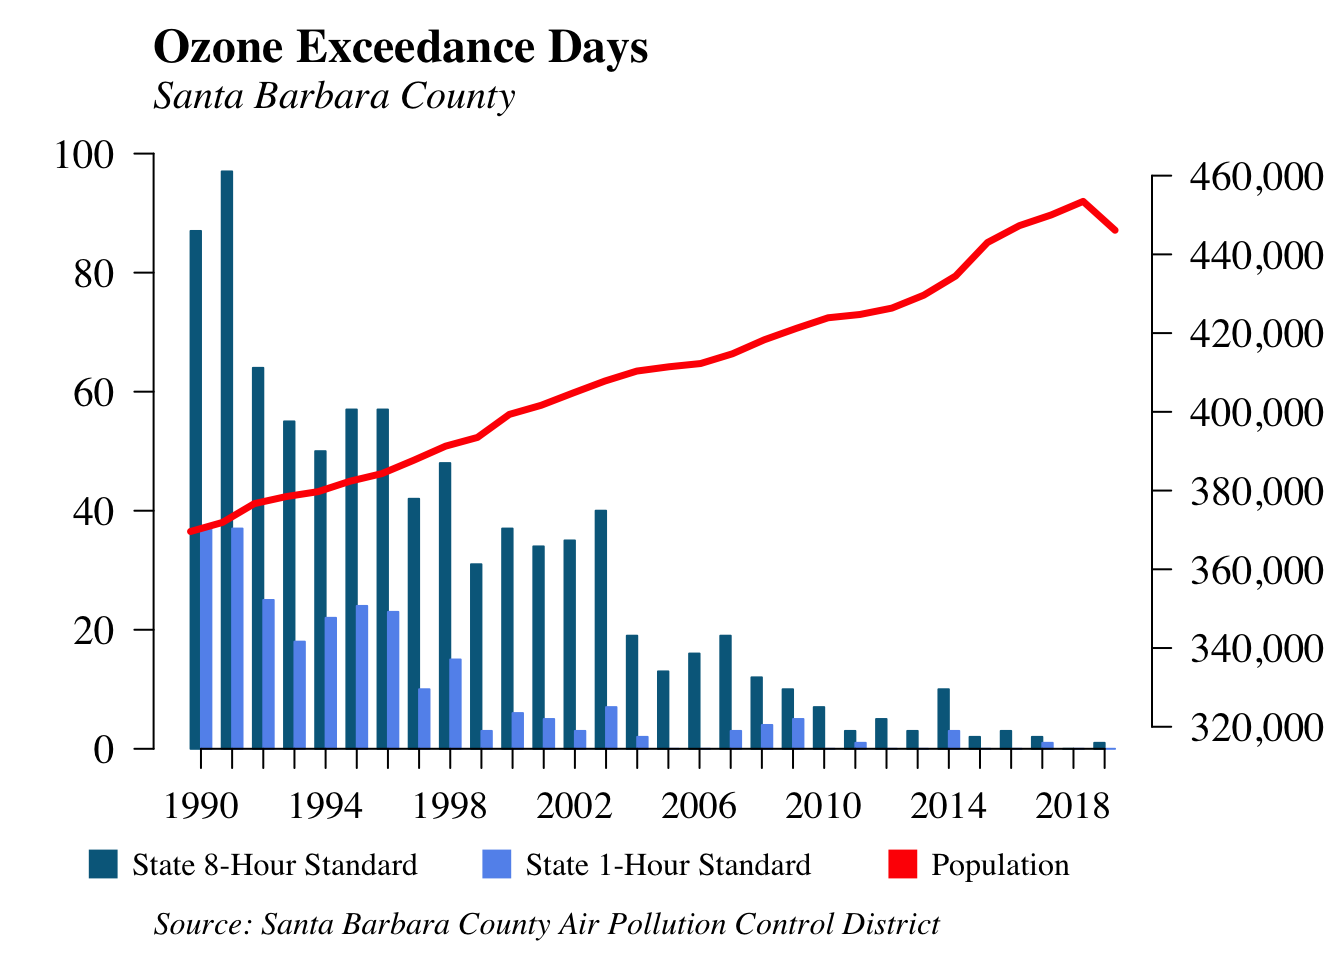 Ozone Exceedance Days
Santa Barbara County
100
80
60
40
20
0
460,000
440,000
420,000
400,000
380,000
360,000
340,000
320,000
1990 1994 1998 2002 2006 2010 2014 2018
State 8-Hour Standard State 1-Hour Standard Population
Source: Santa Barbara County Air Pollution Control District